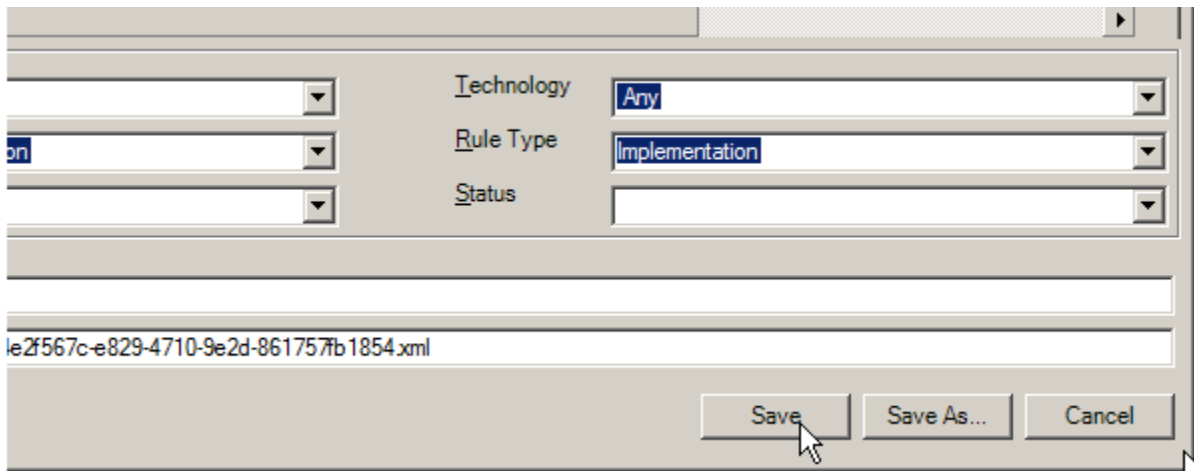 Technology Any
on Rule Type Implementation
Status
4e2f567c-e829-4710-9e2d-861757fb1854.xml
Save Save As... Cancel